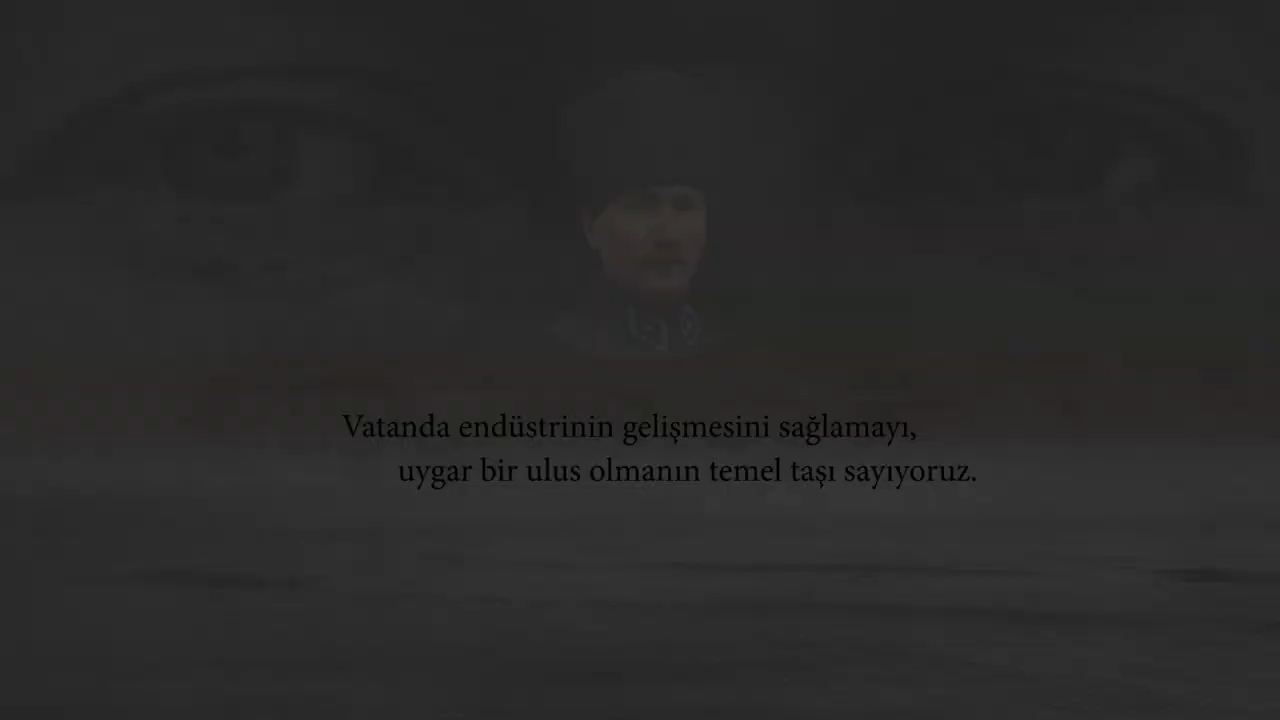 Vatanda endüstrinin gelişmesini sağlamayı,
uygar bir ulus olmanın temel taşı sayıyoruz.